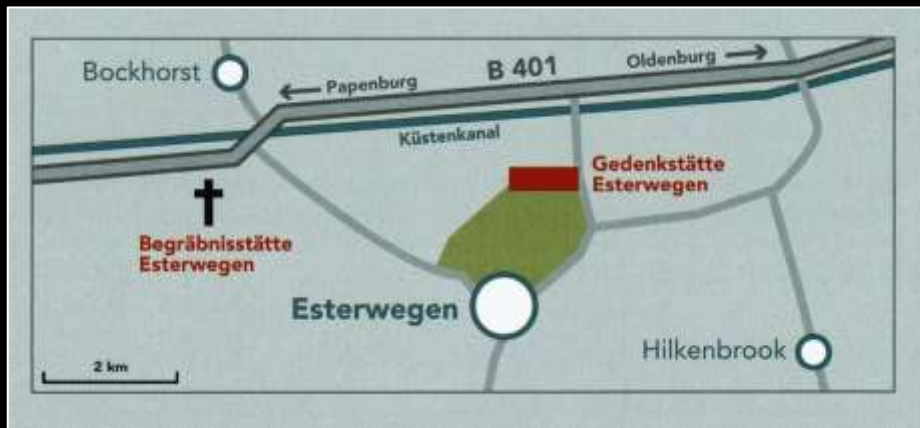 Bockhorst
Papenburg
B 401
Oldenburg
Küstenkanal
Gedenkstätte
Esterwegen
Begräbnisstätte
Esterwegen
Esterwegen
Hilkenbrook
2 km